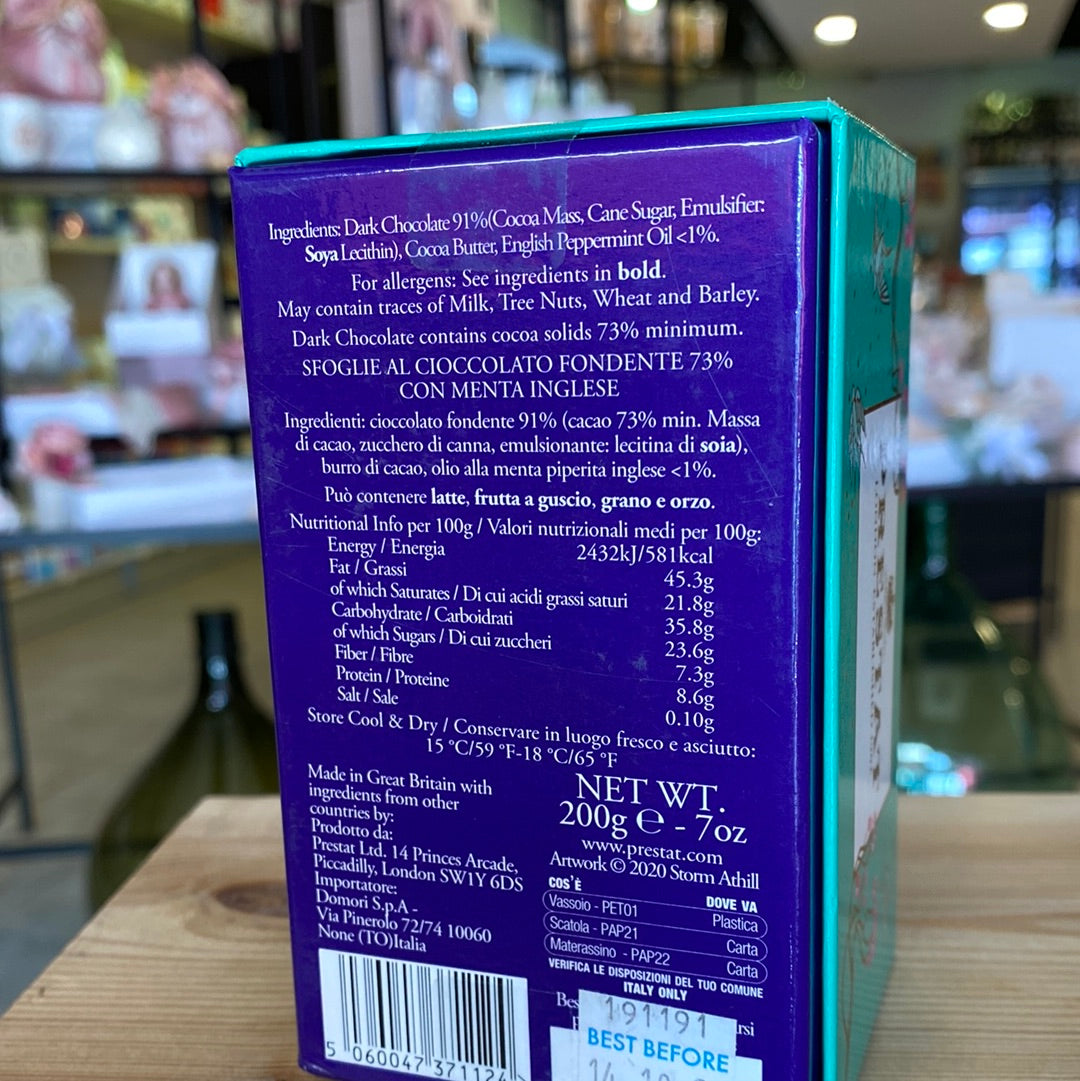 Ingredients: Dark Chocolate 91%(Cocoa Mass, Cane Sugar, Emulsifier:
Soya Lecithin), Cocoa Butter, English Peppermint Oil <1%.
For allergens: See ingredients in bold.
May contain traces of Milk, Tree Nuts, Wheat and Barley.
Dark Chocolate contains cocoa solids 73% minimum.
SFOGLIE AL CIOCCOLATO FONDENTE 73%
CON MENTA INGLESE
Ingredienti: cioccolato fondente 91% (cacao 73% min. Massa
di cacao, zucchero di canna, emulsionante: lecitina di soia),
burro di cacao, olio alla menta piperita inglese <1%.
Può contenere latte, frutta a guscio, grano e orzo.
Nutritional Info per 100g / Valori nutrizionali medi per 100g:
Energy / Energia 2432kJ/581kcal
Fat / Grassi 45.3g
of which Saturates / Di cui acidi grassi saturi 21.8g
Carbohydrate / Carboidrati 35.8g
of which Sugars / Di cui zuccheri 23.6g
Fiber / Fibre 7.3g
Protein / Proteine 8.6g
Salt / Sale 0.10g
Store Cool & Dry / Conservare in luogo fresco e asciutto:
15 °C/59 °F-18 °C/65 °F
Made in Great Britain with
ingredients from other
countries by:
Prodotto da:
Prestat Ltd. 14 Princes Arcade,
Piccadilly, London SW1Y 6DS
Importatore:
Domori S.p.A -
Via Pinerolo 72/74 10060
None (TO)Italia
5 060047 371124
NET WT.
200g e - 7oz
www.prestat.com
Artwork © 2020 Storm Athill
COS'È DOVE VA
Vassoio - PET01 Plastica
Scatola - PAP21 Carta
Materassino - PAP22 Carta
VERIFICA LE DISPOSIZIONI DEL TUO COMUNE
ITALY ONLY
191191
BEST BEFORE
PRESTAT